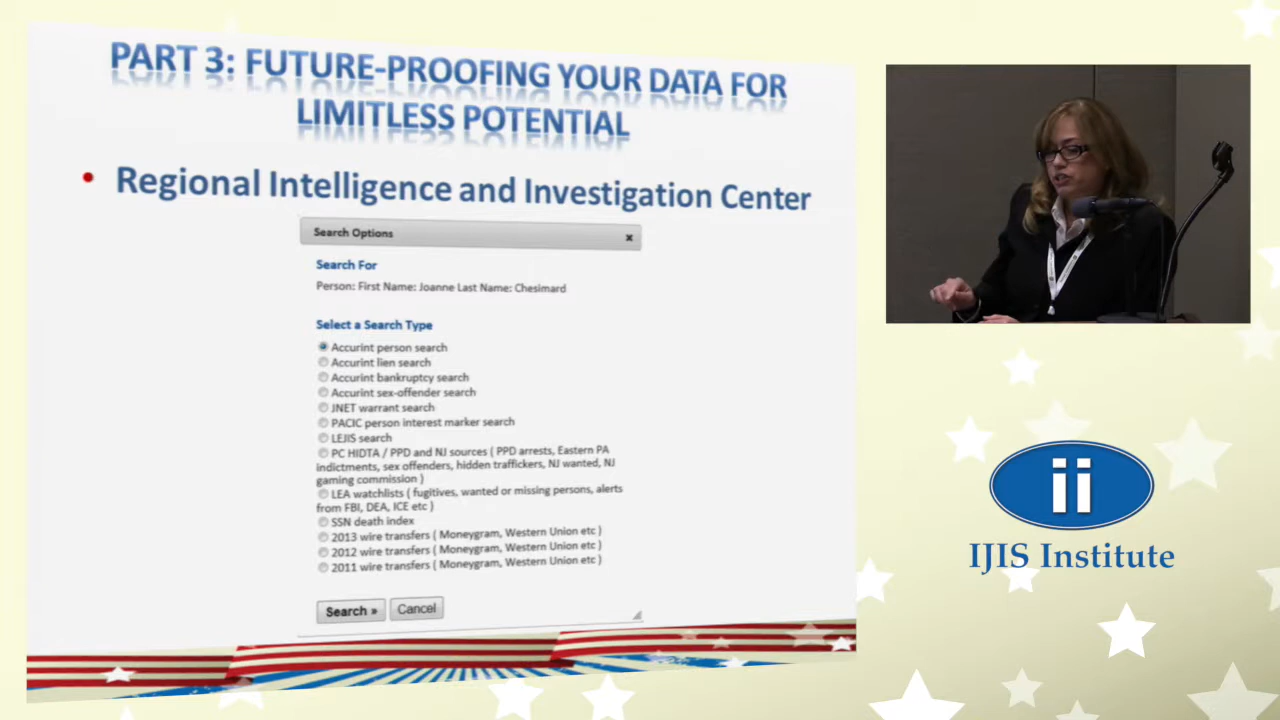 PART 3: FUTURE-PROOFING YOUR DATA FOR
LIMITLESS POTENTIAL
• Regional Intelligence and Investigation Center
Search Options x
Search For
Person: First Name: Joanne Last Name: Chesimard
Select a Search Type
Accurint person search
Accurint lien search
Accurint bankruptcy search
Accurint sex-offender search
JNET warrant search
PACIC person interest marker search
LEJIS search
PC HIDTA / PPD and NJ sources ( PPD arrests, Eastern PA
indictments, sex offenders, hidden traffickers, NJ wanted, NJ
gaming commission )
LEA watchlists ( fugitives, wanted or missing persons, alerts
from FBI, DEA, ICE etc )
SSN death index
2013 wire transfers ( Moneygram, Western Union etc )
2012 wire transfers ( Moneygram, Western Union etc )
2011 wire transfers ( Moneygram, Western Union etc )
Search » Cancel
ii
IJIS Institute